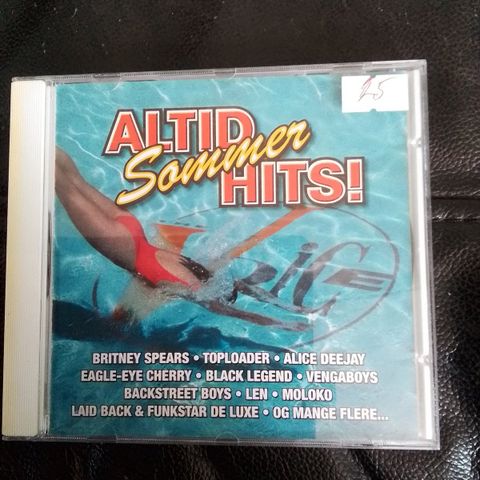 25
ALTID
Sommer
HITS!
RIGE
BRITNEY SPEARS • TOPLOADER • ALICE DEEJAY
EAGLE-EYE CHERRY • BLACK LEGEND • VENGABOYS
BACKSTREET BOYS • LEN • MOLOKO
LAID BACK & FUNKSTAR DE LUXE • OG MANGE FLERE...